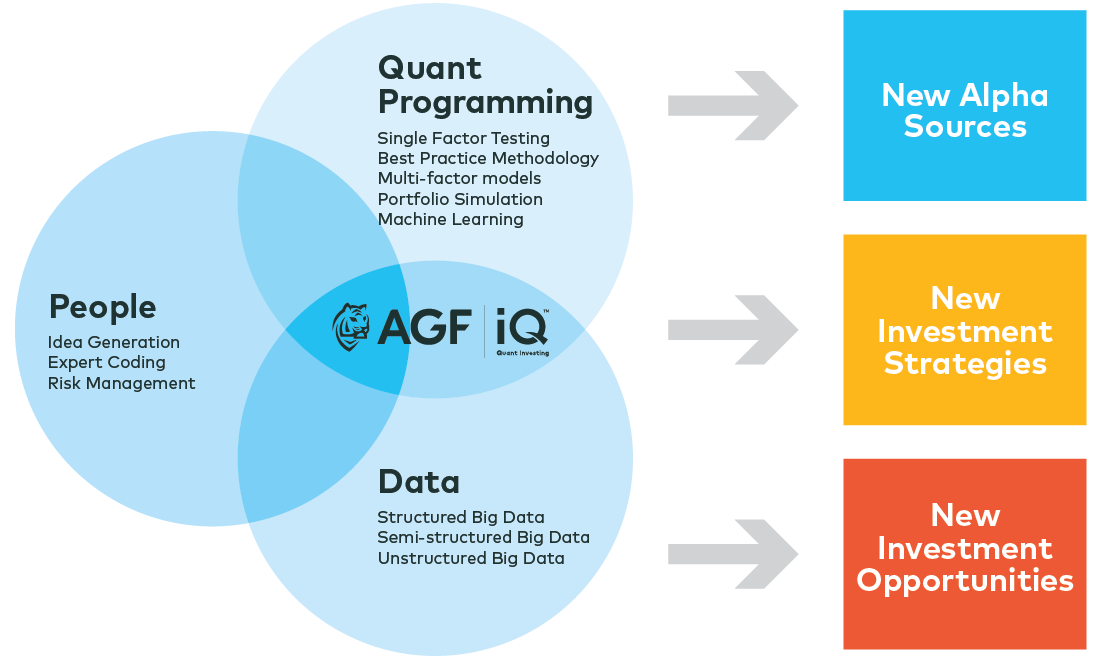 Quant
Programming
Single Factor Testing
Best Practice Methodology
Multi-factor models
Portfolio Simulation
Machine Learning
People
Idea Generation
Expert Coding
Risk Management
AGF iQ™
Quant Investing
Data
Structured Big Data
Semi-structured Big Data
Unstructured Big Data
New Alpha
Sources
New
Investment
Strategies
New
Investment
Opportunities